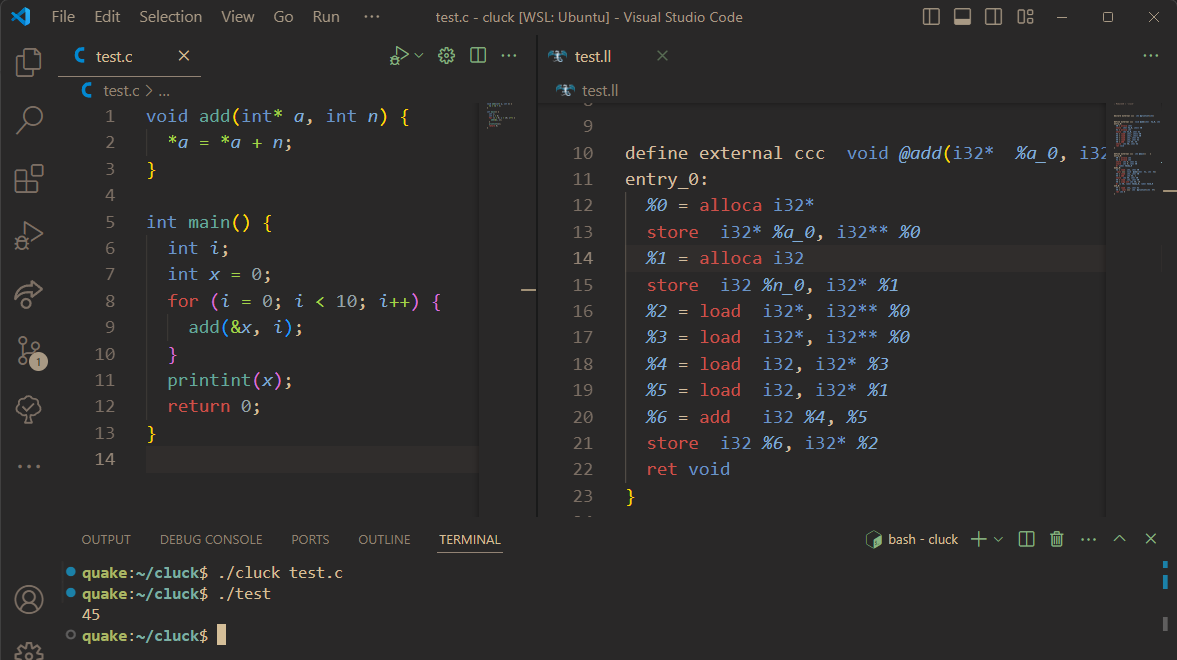 File Edit Selection View Go Run ··· test.c - cluck [WSL: Ubuntu] - Visual Studio Code
test.c
test.c > ...
1 void add(int* a, int n) {
2 *a = *a + n;
3 }
4
5 int main() {
6 int i;
7 int x = 0;
8 for (i = 0; i < 10; i++) {
9 add(&x, i);
10 }
11 printint(x);
12 return 0;
13 }
14
test.ll
test.ll
9
10 define external ccc void @add(i32* %a_0, i32
11 entry_0:
12 %0 = alloca i32*
13 store i32* %a_0, i32** %0
14 %1 = alloca i32
15 store i32 %n_0, i32* %1
16 %2 = load i32*, i32** %0
17 %3 = load i32*, i32** %0
18 %4 = load i32, i32* %3
19 %5 = load i32, i32* %1
20 %6 = add i32 %4, %5
21 store i32 %6, i32* %2
22 ret void
23 }
1
OUTPUT DEBUG CONSOLE PORTS OUTLINE TERMINAL bash - cluck
quake:~/cluck$ ./cluck test.c
quake:~/cluck$ ./test
45
quake:~/cluck$